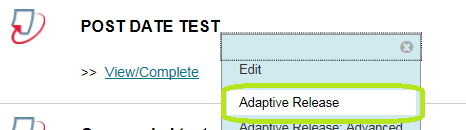 POST DATE TEST
>> View/Complete
Edit
Adaptive Release
Adaptive Release: Advanced